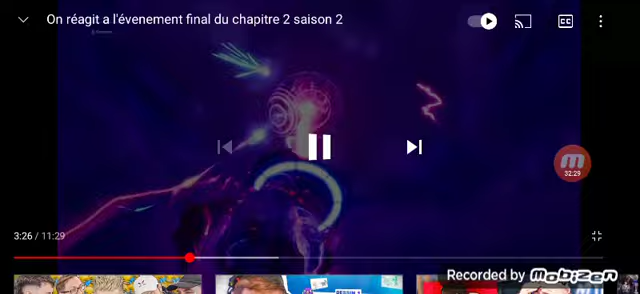 On réagit a l'évenement final du chapitre 2 saison 2
CC
32:29
3:26 / 11:29
Recorded by Mobizen